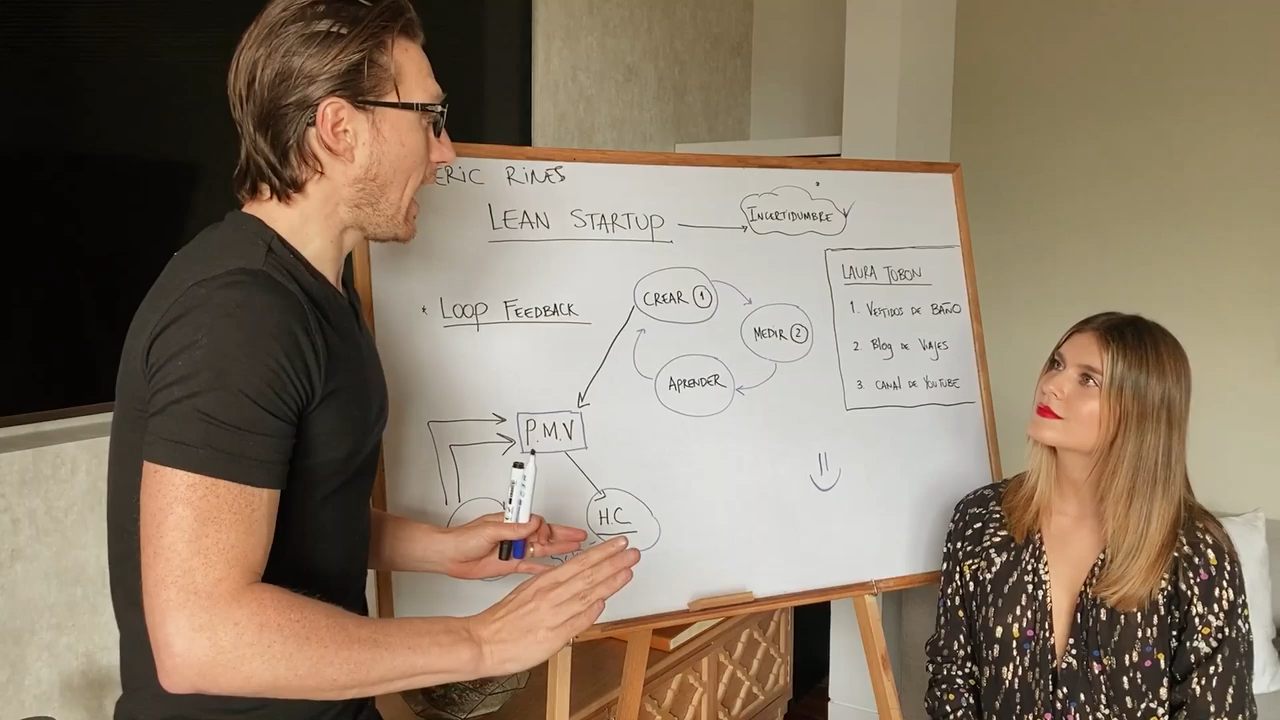 ERIC RINES
LEAN STARTUP
INCERTIDUMBRE
LAURA TOBON
1. VESTIDOS DE BAÑO
2. Blog de Viajes
3. CANAl DE YOUTUBE
* LOOP FEEDBACK
CREAR 1
MEDIR 2
APRENDER
P.M.V
H.C